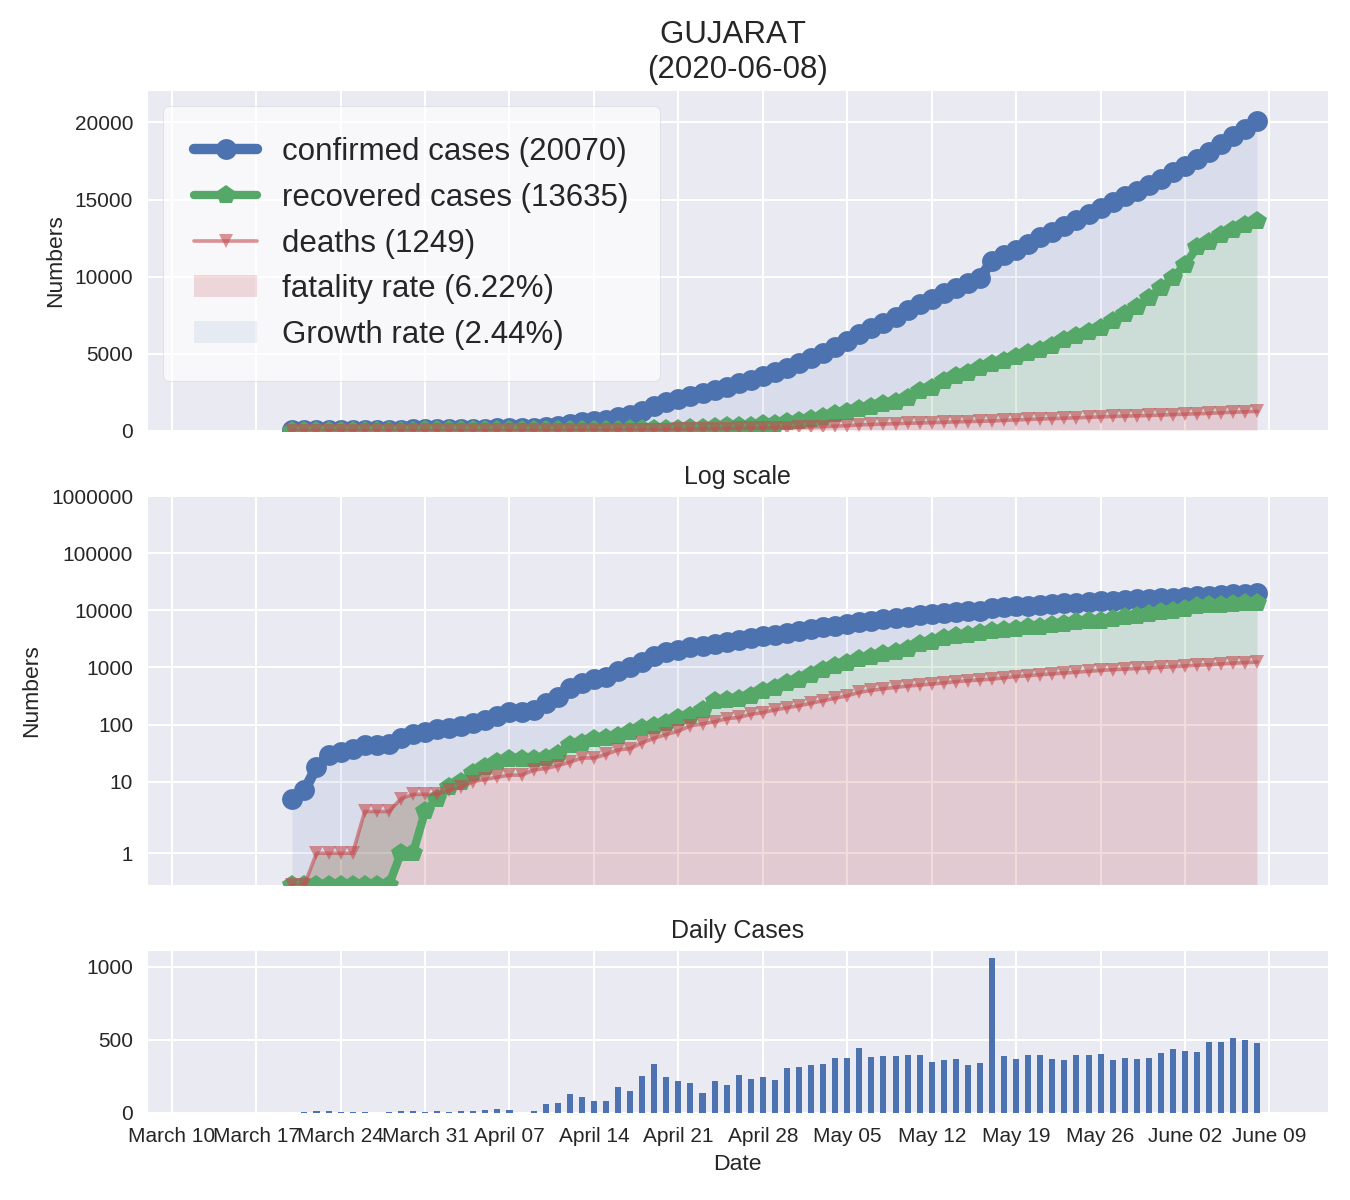 GUJARAT
(2020-06-08)
20000
15000
10000
5000
0
Numbers
confirmed cases (20070)
recovered cases (13635)
deaths (1249)
fatality rate (6.22%)
Growth rate (2.44%)
Log scale
1000000
100000
10000
1000
100
10
1
Numbers
Daily Cases
1000
500
0
March 10 March 17 March 24 March 31 April 07 April 14 April 21 April 28 May 05 May 12 May 19 May 26 June 02 June 09
Date